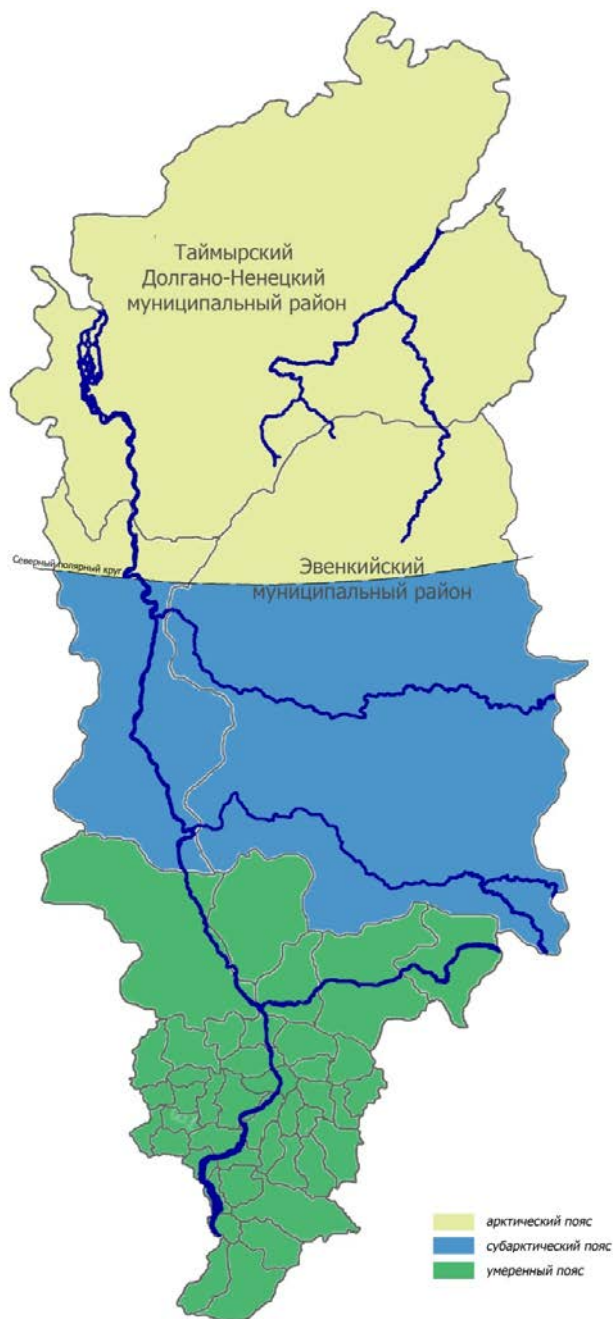 Таймырский
Долгано-Ненецкий
муниципальный район
Северный полярный круг
Эвенкийский
муниципальный район
арктический пояс
субарктический пояс
умеренный пояс